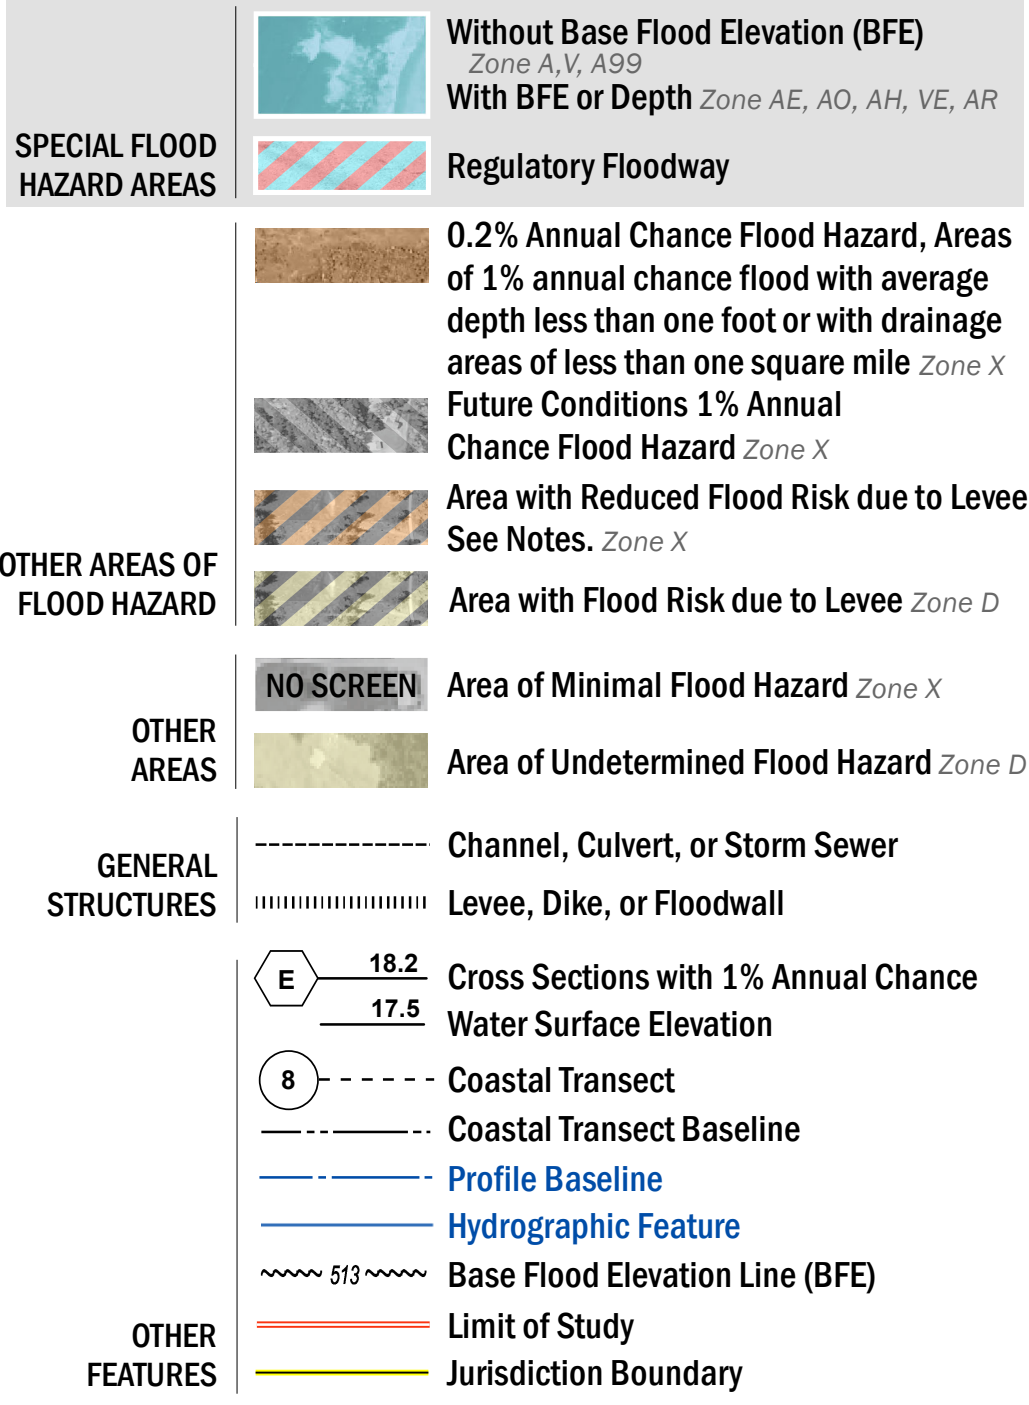 SPECIAL FLOOD
HAZARD AREAS
Without Base Flood Elevation (BFE)
Zone A,V, A99
With BFE or Depth Zone AE, AO, AH, VE, AR
Regulatory Floodway
OTHER AREAS OF
FLOOD HAZARD
0.2% Annual Chance Flood Hazard, Areas
of 1% annual chance flood with average
depth less than one foot or with drainage
areas of less than one square mile Zone X
Future Conditions 1% Annual
Chance Flood Hazard Zone X
Area with Reduced Flood Risk due to Levee
See Notes. Zone X
Area with Flood Risk due to Levee Zone D
OTHER
AREAS
NO SCREEN Area of Minimal Flood Hazard Zone X
Area of Undetermined Flood Hazard Zone D
GENERAL
STRUCTURES
Channel, Culvert, or Storm Sewer
Levee, Dike, or Floodwall
OTHER
FEATURES
E 18.2 Cross Sections with 1% Annual Chance
17.5 Water Surface Elevation
8 Coastal Transect
Coastal Transect Baseline
Profile Baseline
Hydrographic Feature
513 Base Flood Elevation Line (BFE)
Limit of Study
Jurisdiction Boundary